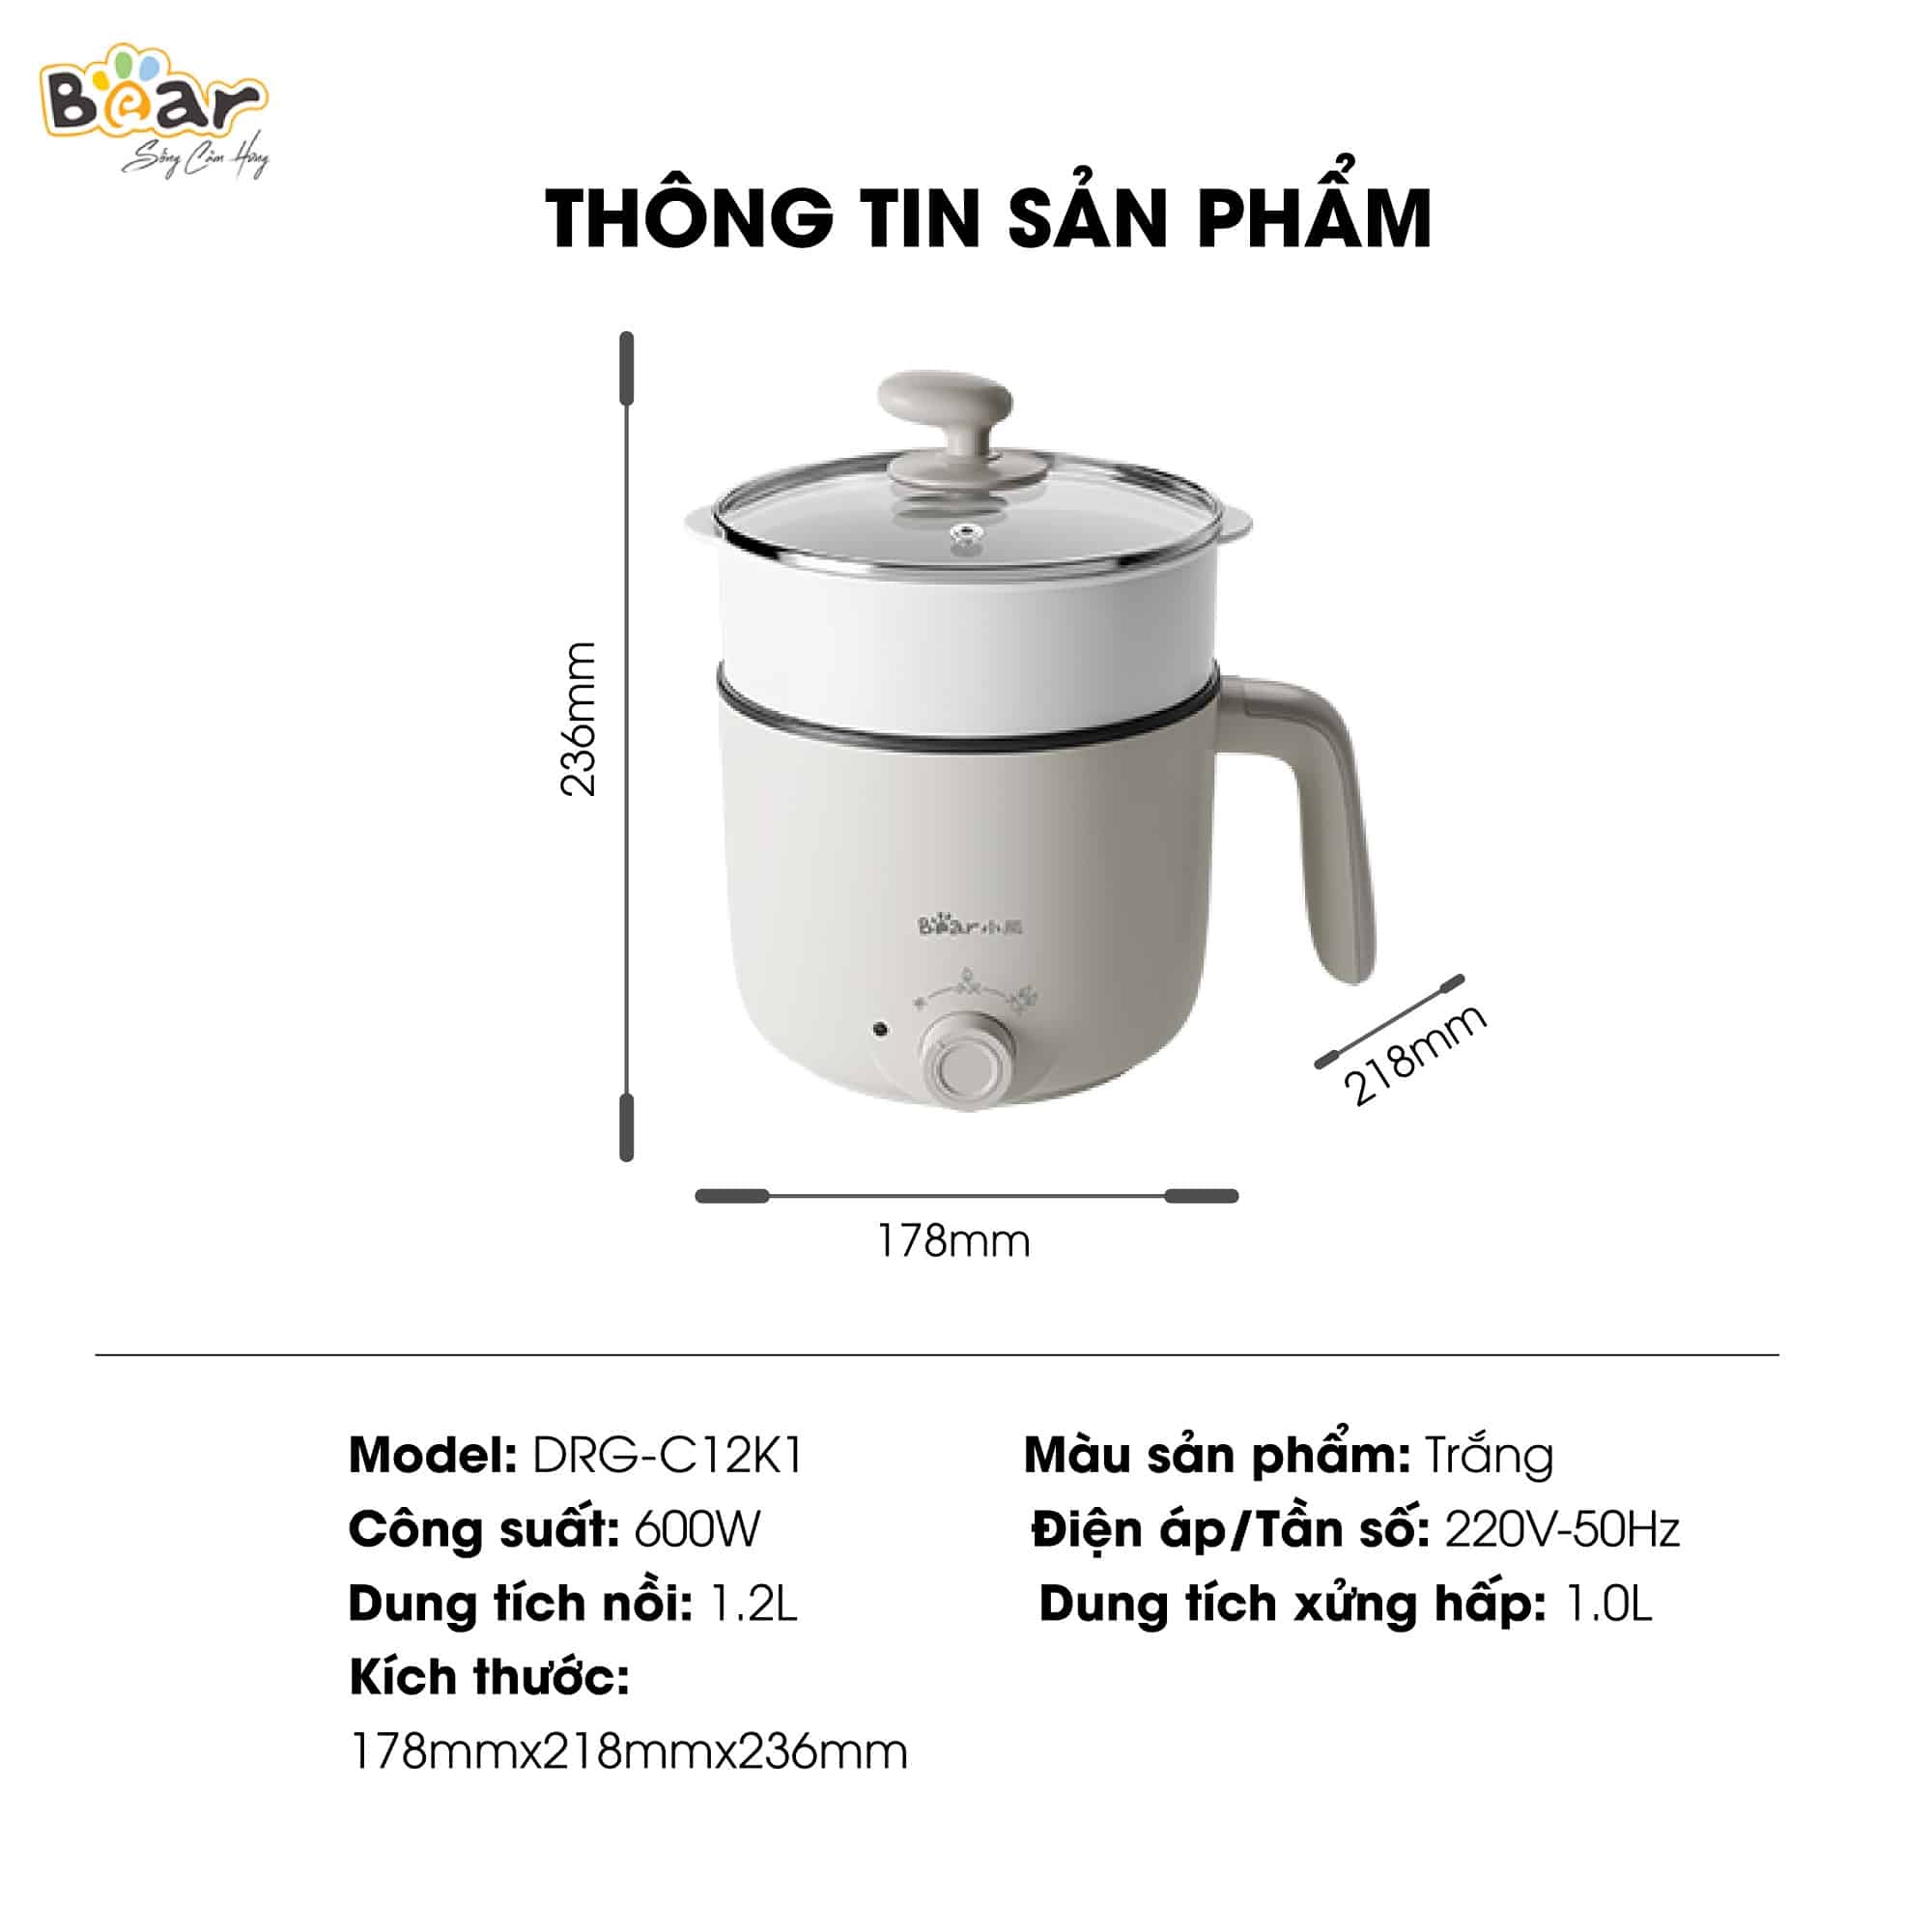 Bear
Sống Cảm Hứng
THÔNG TIN SẢN PHẨM
236mm
Bear小熊
218mm
178mm
Model: DRG-C12K1
Màu sản phẩm: Trắng
Công suất: 600W
Điện áp/Tần số: 220V-50Hz
Dung tích nồi: 1.2L
Dung tích xửng hấp: 1.0L
Kích thước:
178mmx218mmx236mm